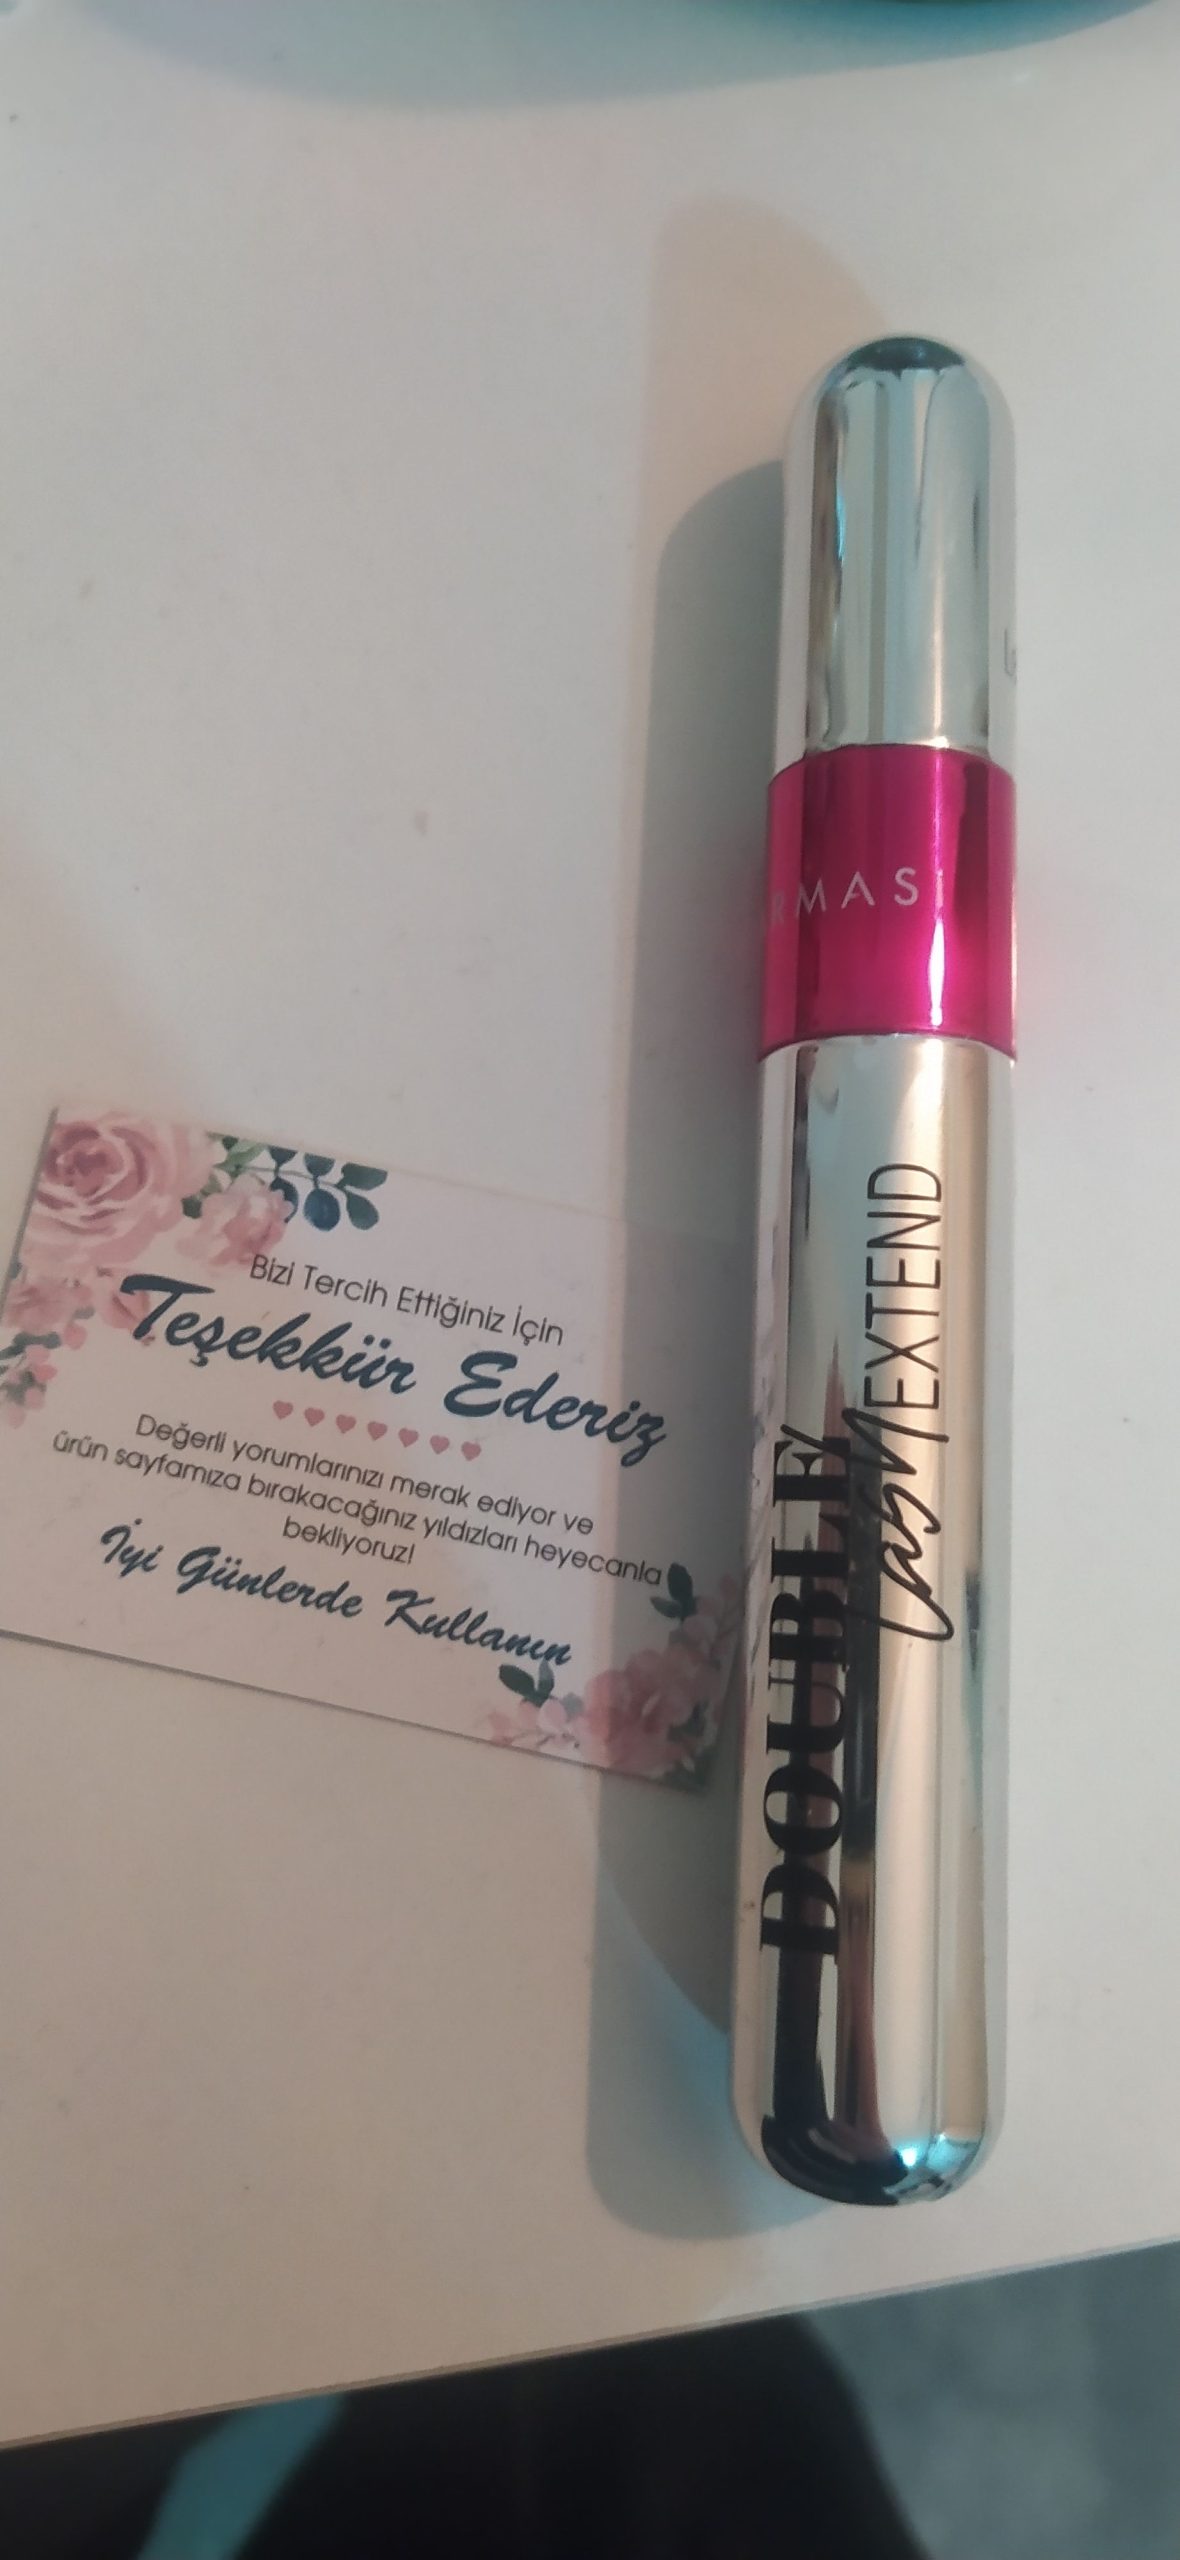 RMAS
DOUBLE
Lash EXTEND
Bizi Tercih Ettiğiniz İçin
Teşekkür Ederiz
Değerli yorumlarınızı merak ediyor ve
ürün sayfamıza bırakacağınız yıldızları heyecanla
bekliyoruz!
İyi Günlerde Kullanın